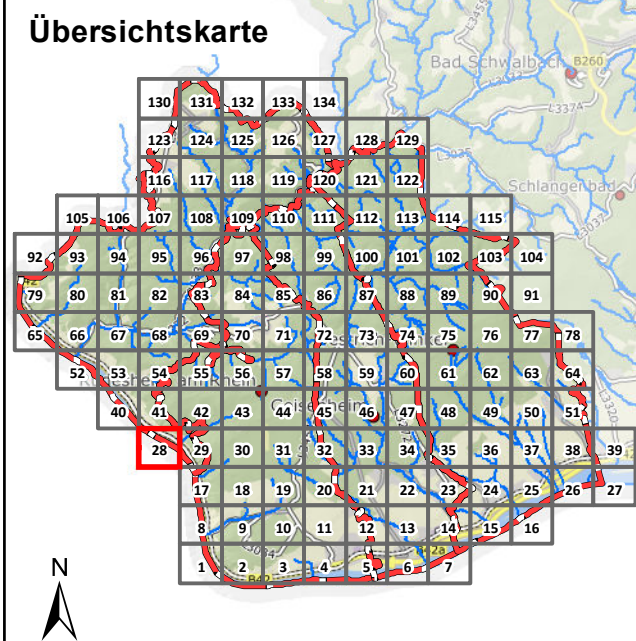 Übersichtskarte
Bad Schwalbach B260
L3374
L3035
Schlangenbad
L3037
130 131 132 133 134
123 124 125 126 127 128 129
116 117 118 119 120 121 122
105 106 107 108 109 110 111 112 113 114 115
92 93 94 95 96 97 98 99 100 101 102 103 104
79 80 81 82 83 84 85 86 87 88 89 90 91
65 66 67 68 69 70 71 72 73 74 75 76 77 78
52 53 54 55 56 57 58 59 60 61 62 63 64
40 41 42 43 44 45 46 47 48 49 50 51
28 29 30 31 32 33 34 35 36 37 38 39
17 18 19 20 21 22 23 24 25 26 27
8 9 10 11 12 13 14 15 16
L3034 B42a
1 2 3 4 5 6 7
B42
N